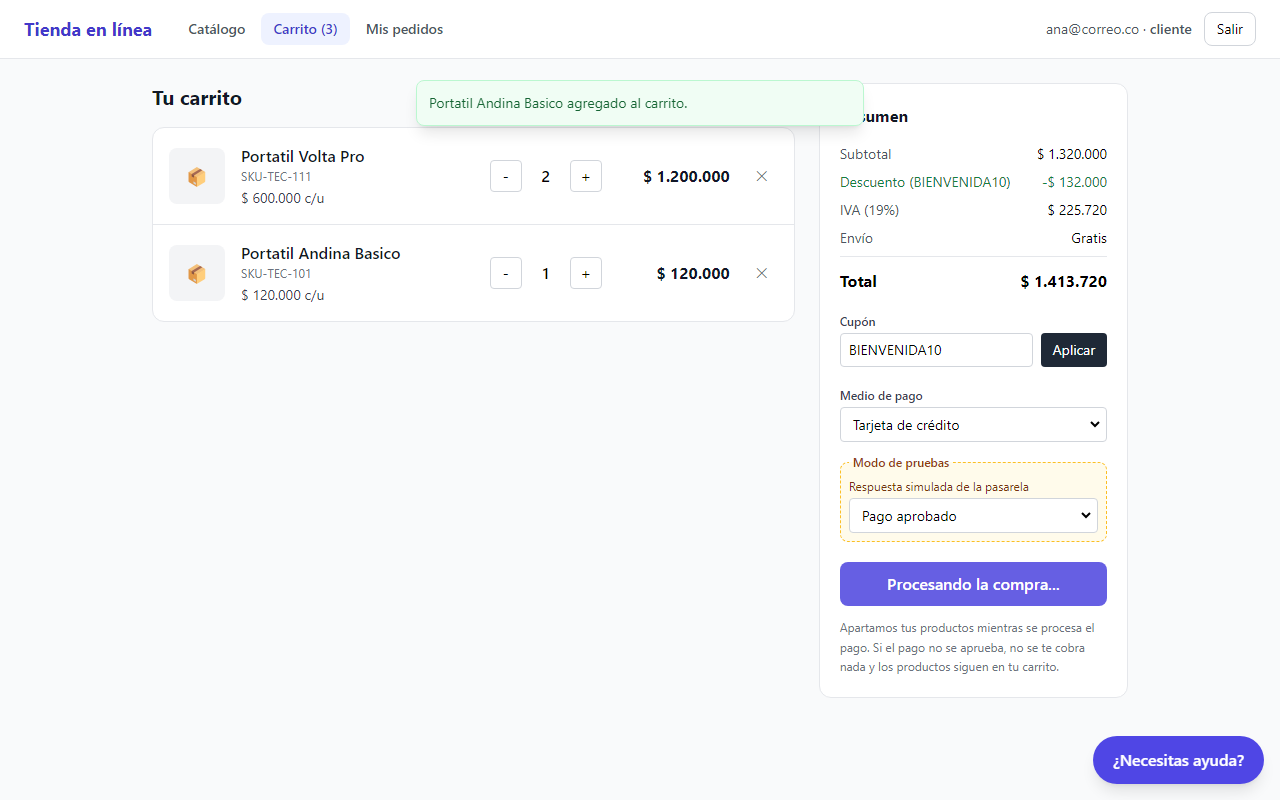 Tienda en línea
Catálogo
Carrito (3)
Mis pedidos
ana@correo.co · cliente
Salir
Tu carrito
Portatil Andina Basico agregado al carrito.
Portatil Volta Pro
SKU-TEC-111
$ 600.000 c/u
- 2 +
$ 1.200.000
Portatil Andina Basico
SKU-TEC-101
$ 120.000 c/u
- 1 +
$ 120.000
sumen
Subtotal $ 1.320.000
Descuento (BIENVENIDA10) -$ 132.000
IVA (19%) $ 225.720
Envío Gratis
Total $ 1.413.720
Cupón
BIENVENIDA10 Aplicar
Medio de pago
Tarjeta de crédito
Modo de pruebas
Respuesta simulada de la pasarela
Pago aprobado
Procesando la compra...
Apartamos tus productos mientras se procesa el
pago. Si el pago no se aprueba, no se te cobra
nada y los productos siguen en tu carrito.
¿Necesitas ayuda?